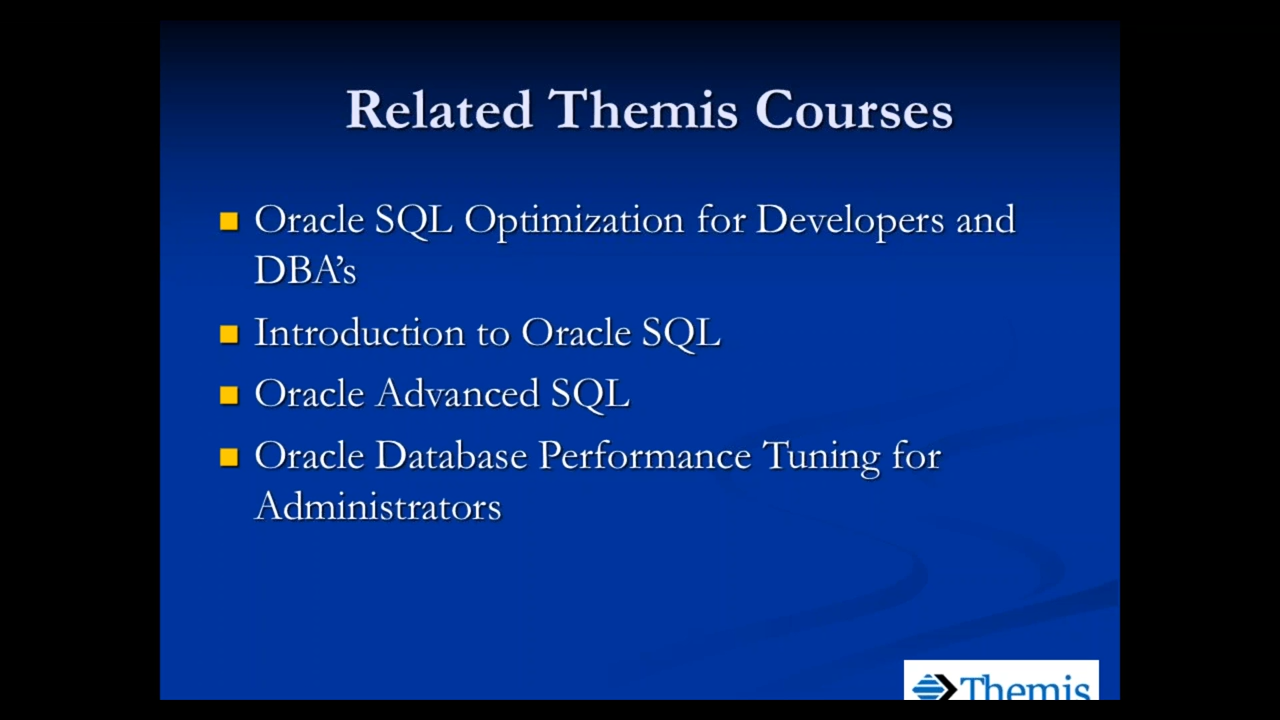 Related Themis Courses
Oracle SQL Optimization for Developers and
DBA’s
Introduction to Oracle SQL
Oracle Advanced SQL
Oracle Database Performance Tuning for
Administrators
Themis